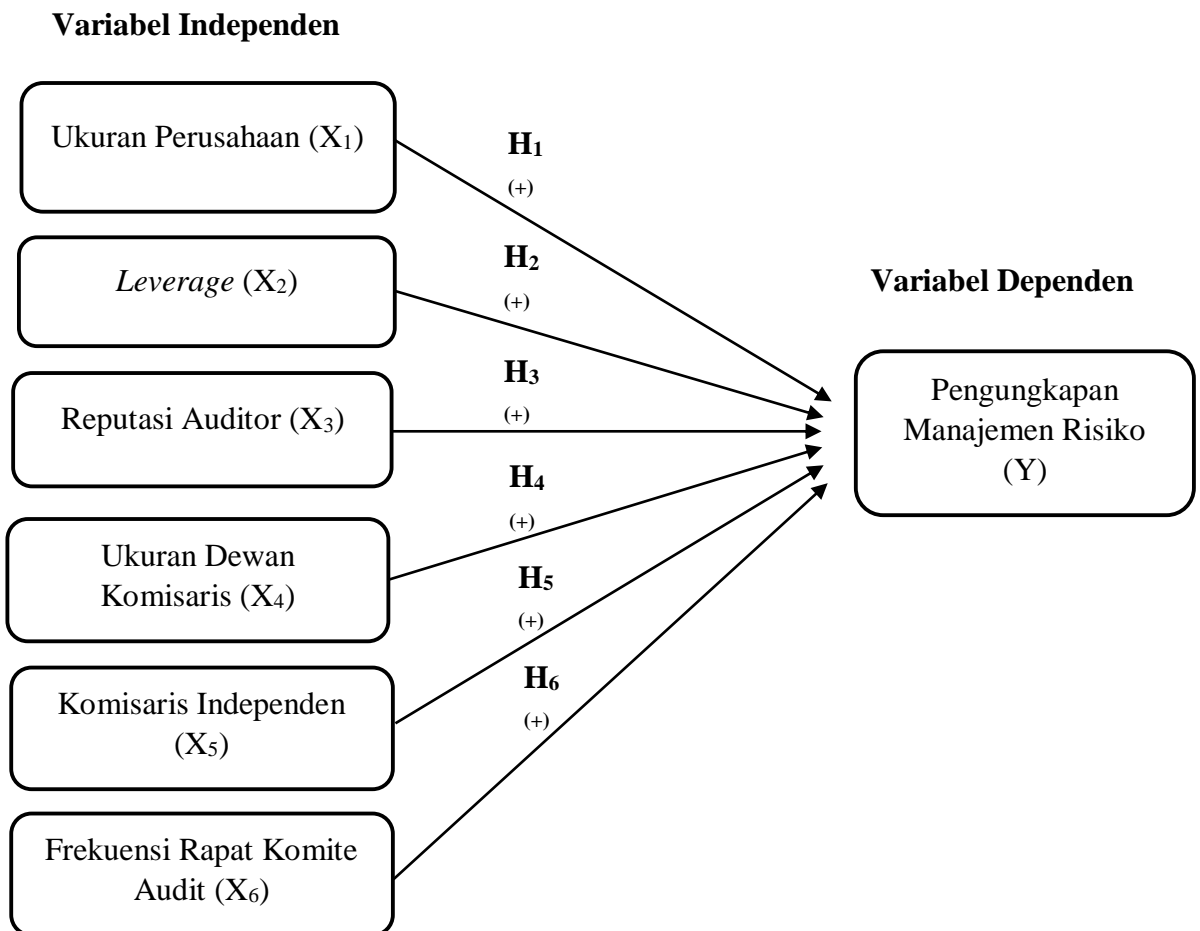 Variabel Independen
Ukuran Perusahaan (X₁)
H₁
(+)
Leverage (X₂)
H₂
(+)
Variabel Dependen
Reputasi Auditor (X₃)
H₃
(+)
Pengungkapan
Manajemen Risiko
(Y)
Ukuran Dewan
Komisaris (X₄)
H₄
(+)
Komisaris Independen
(X₅)
H₅
(+)
Frekuensi Rapat Komite
Audit (X₆)
H₆
(+)